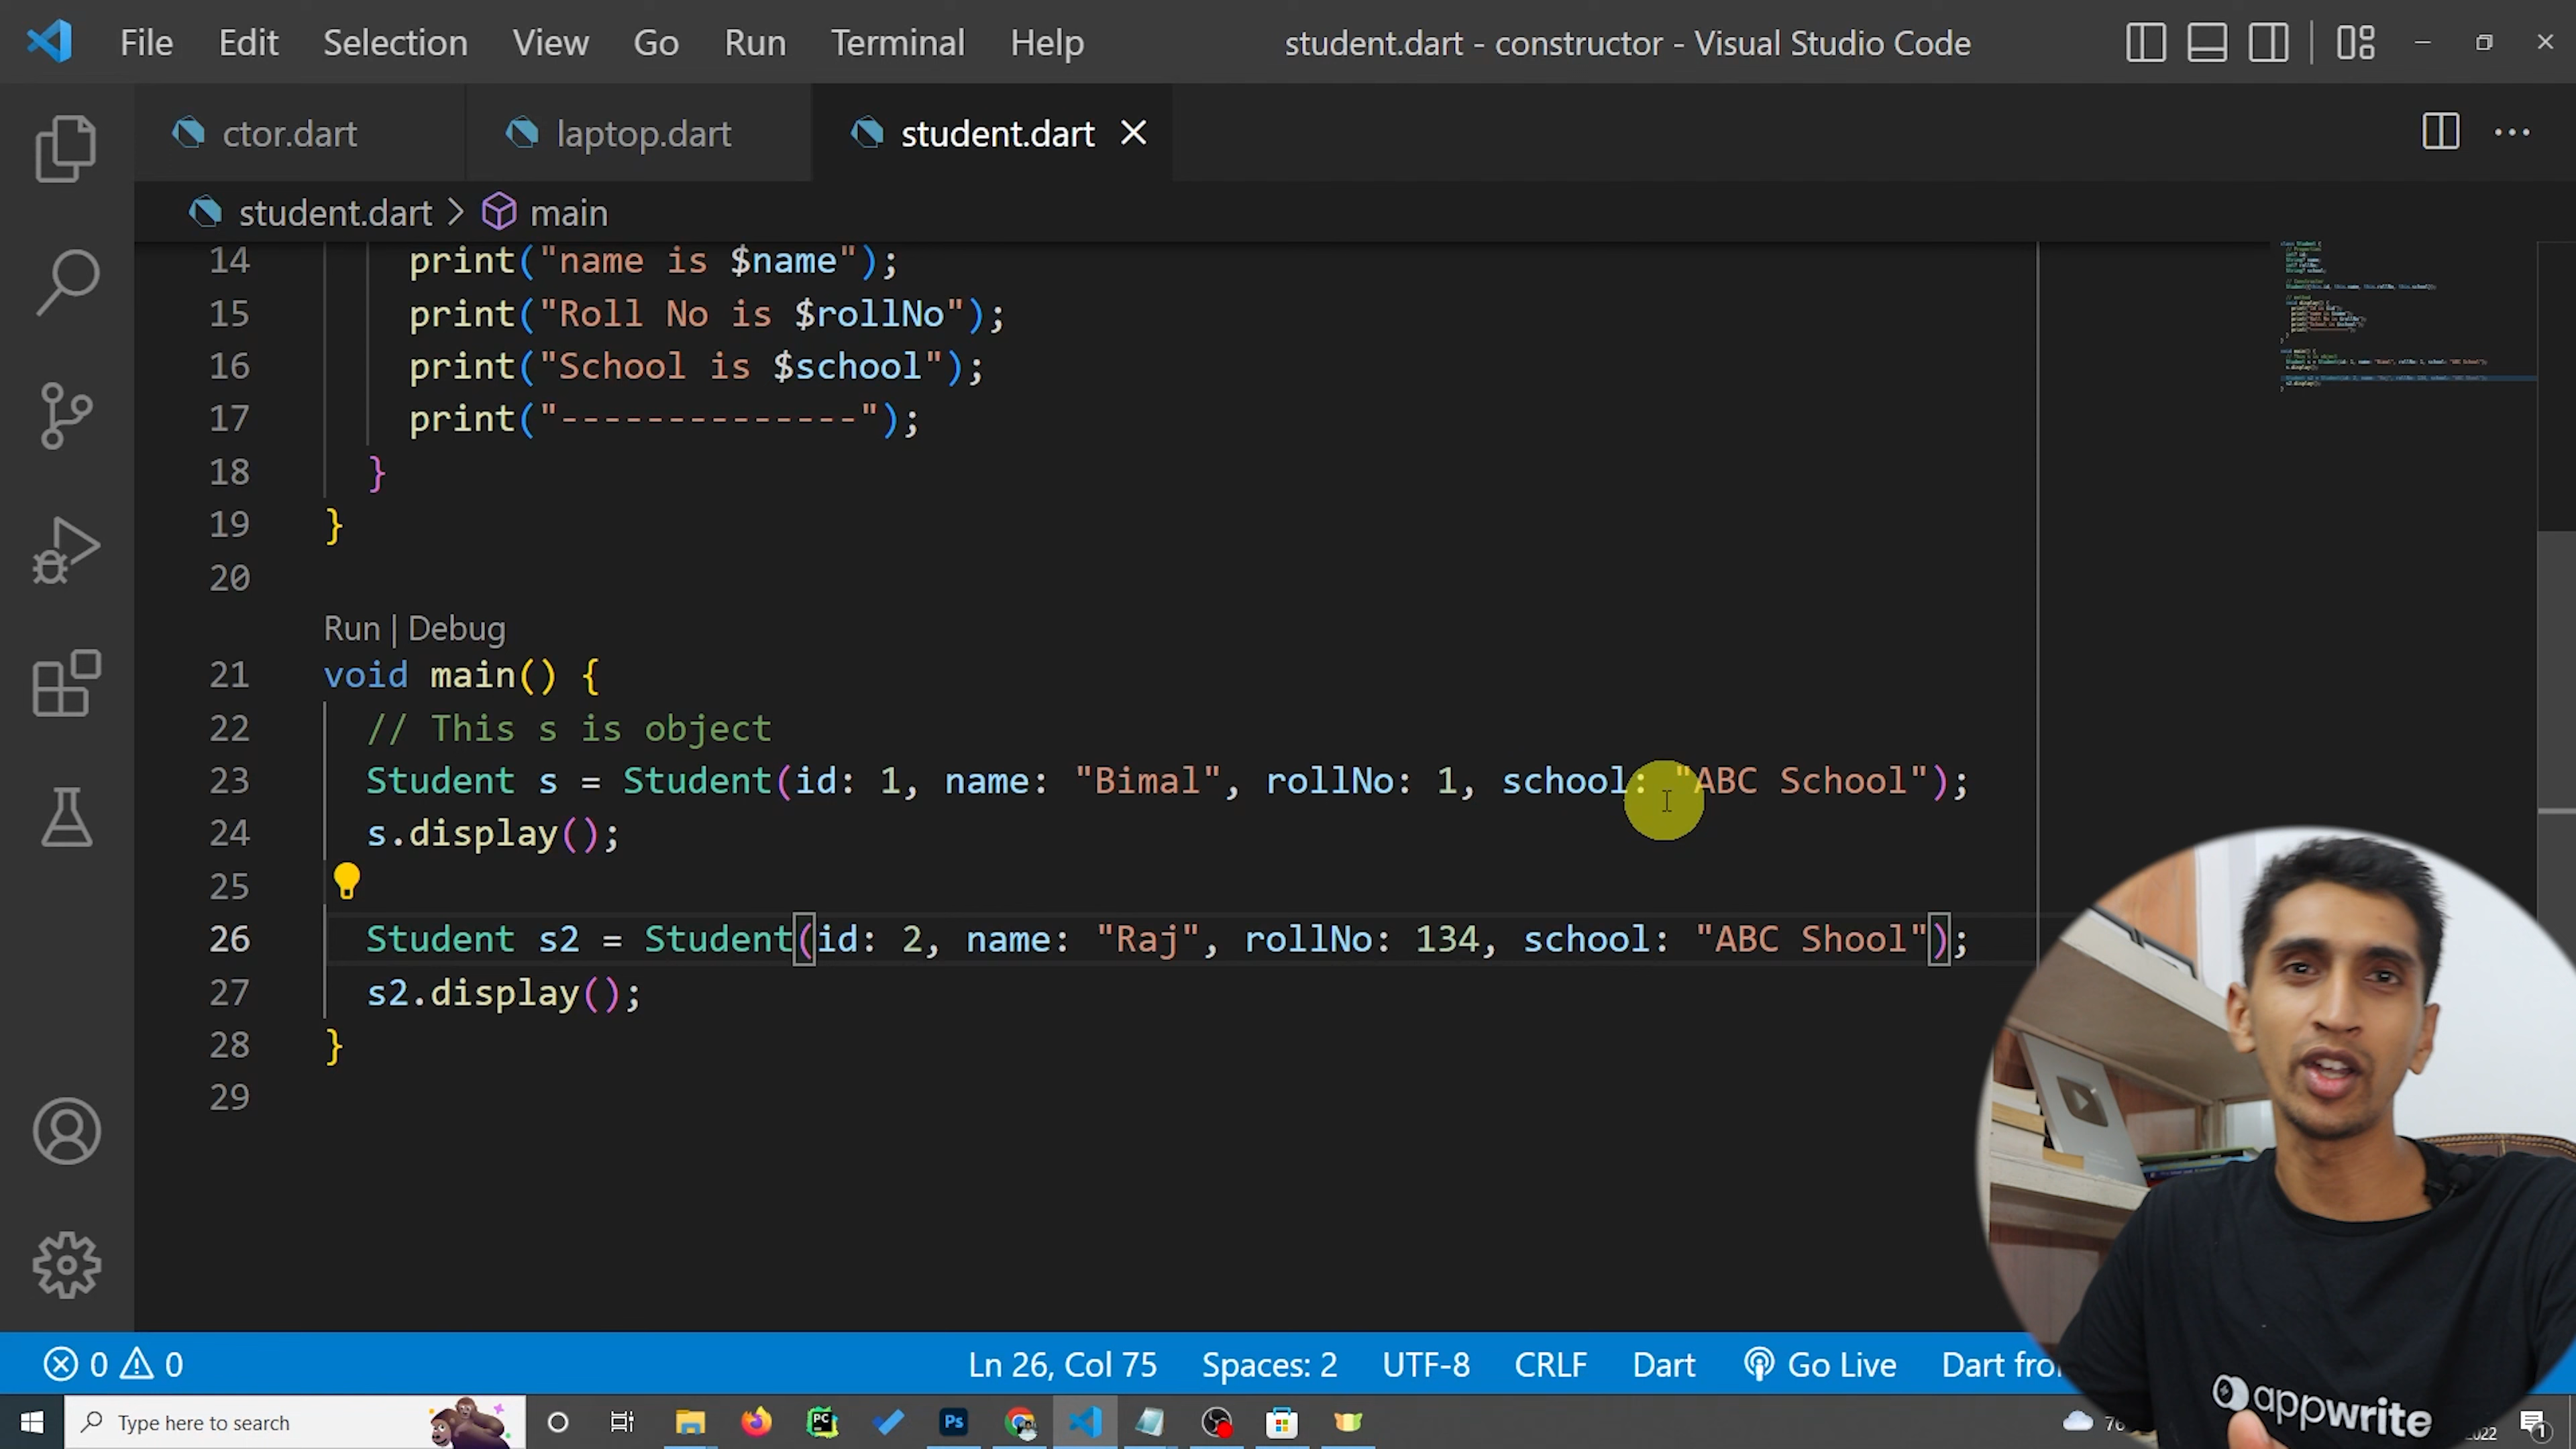 File Edit Selection View Go Run Terminal Help student.dart - constructor - Visual Studio Code
ctor.dart laptop.dart student.dart
student.dart > main
14 print("name is $name");
15 print("Roll No is $rollNo");
16 print("School is $school");
17 print("--------------");
18 }
19 }
20
Run | Debug
21 void main() {
22 // This s is object
23 Student s = Student(id: 1, name: "Bimal", rollNo: 1, school: "ABC School");
24 s.display();
25
26 Student s2 = Student(id: 2, name: "Raj", rollNo: 134, school: "ABC Shool");
27 s2.display();
28 }
29
0 0 Ln 26, Col 75 Spaces: 2 UTF-8 CRLF Dart Go Live Dart
appwrite
Type here to search PC Ps 2022 1